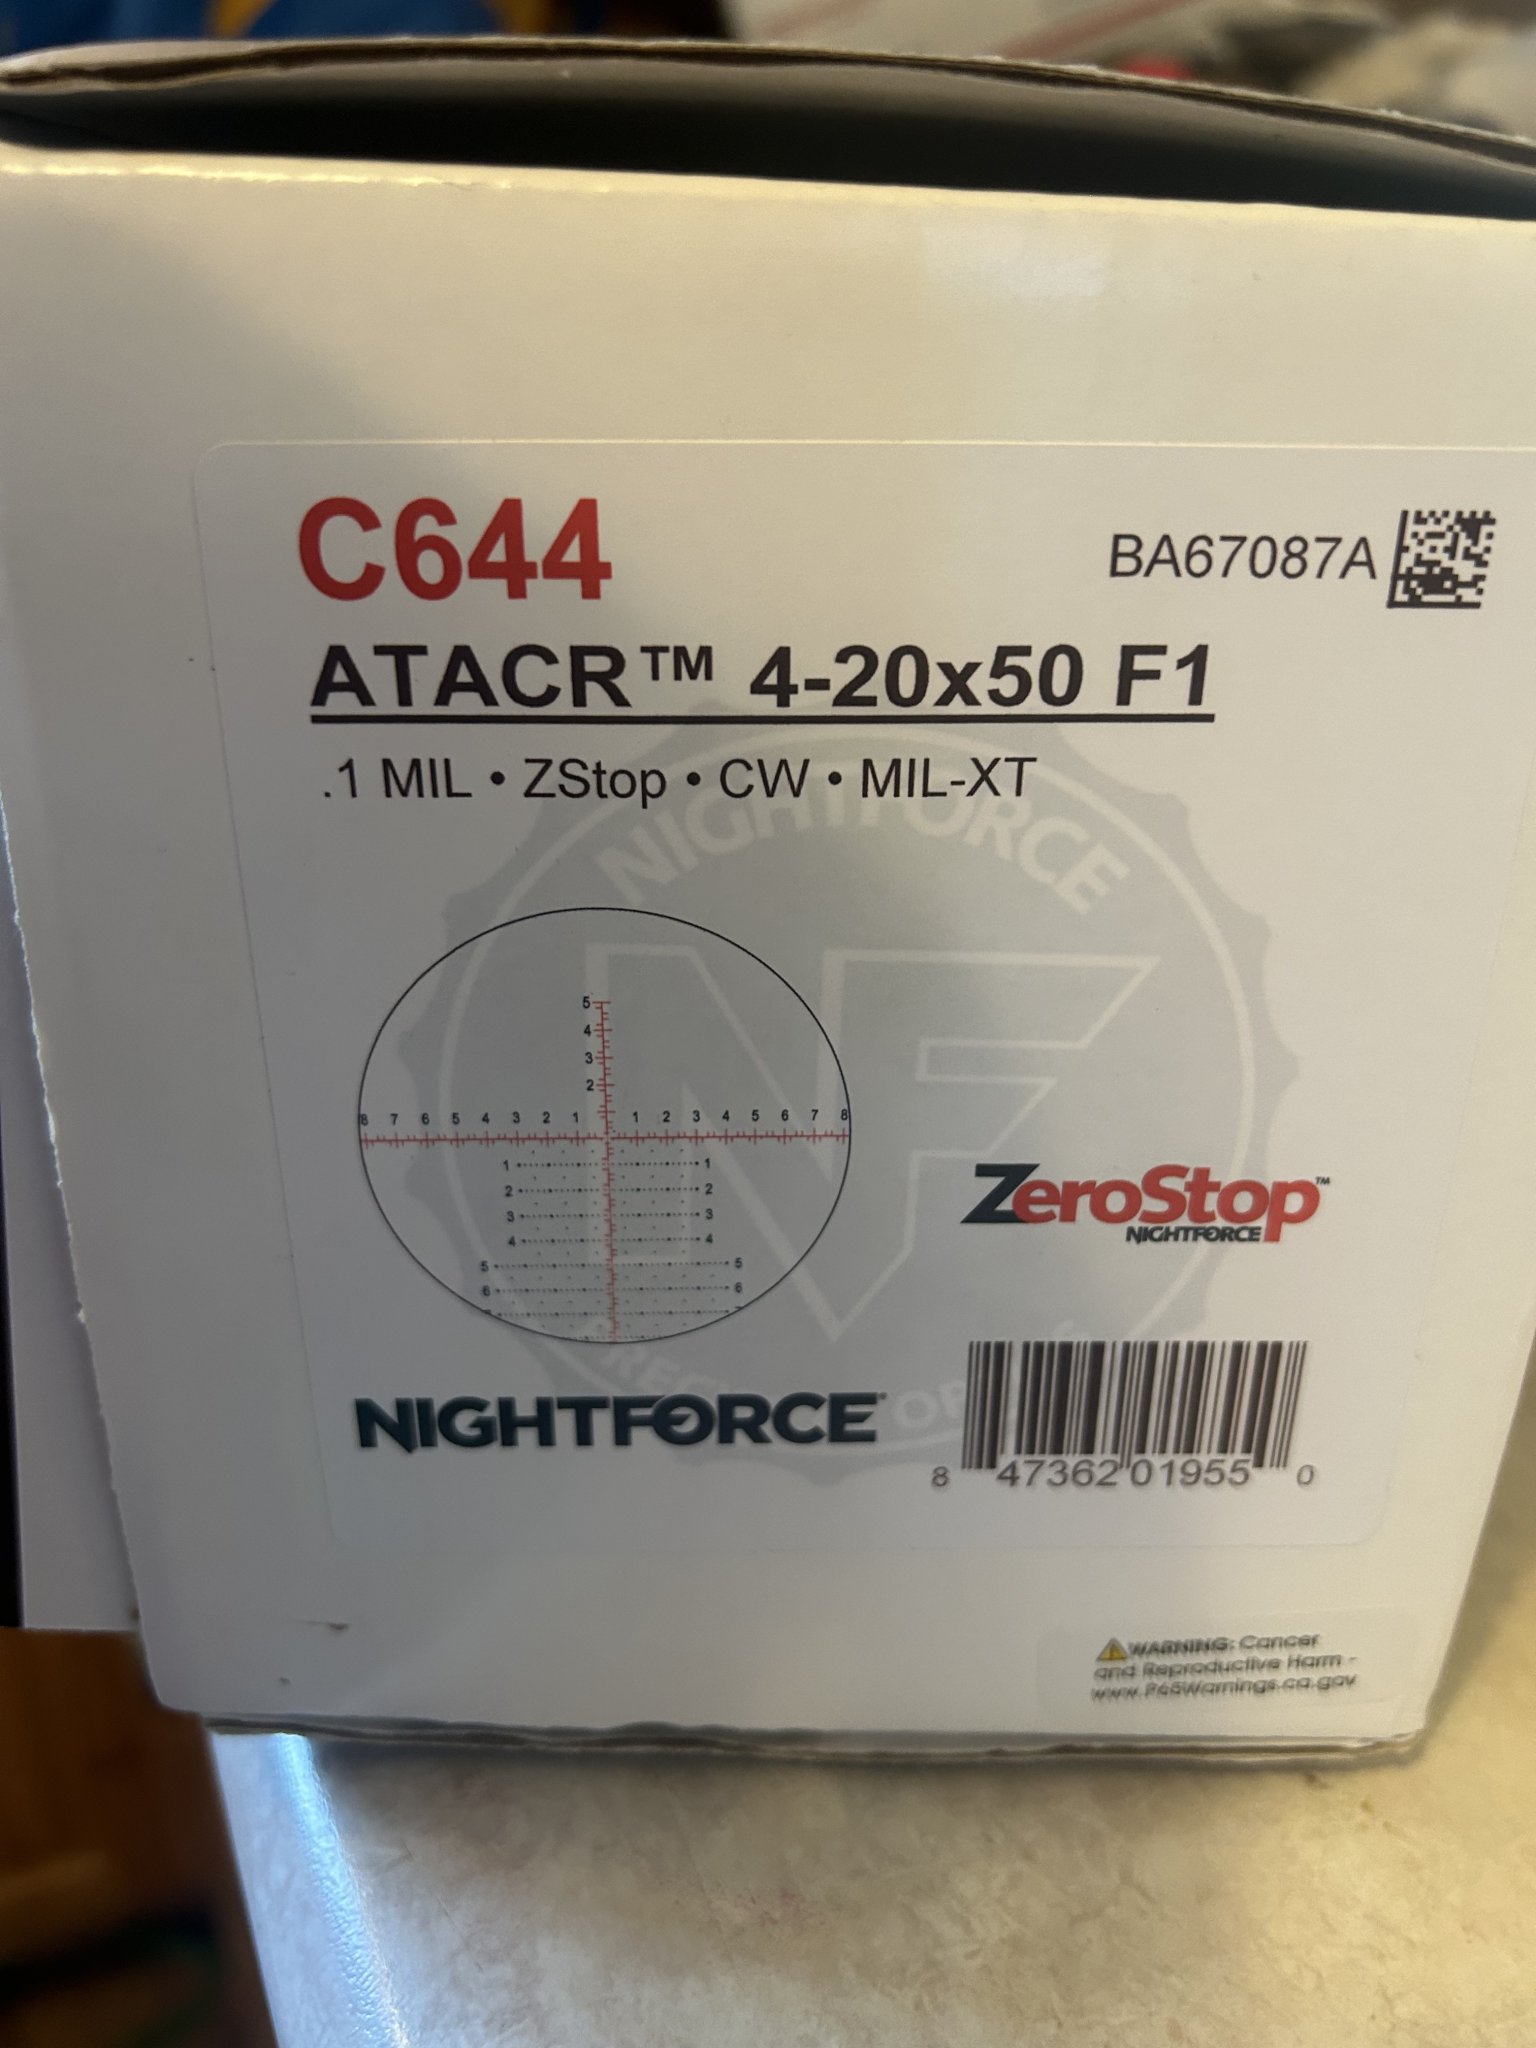 C644
BA67087A
ATACR™ 4-20x50 F1
.1 MIL • ZStop • CW • MIL-XT
NIGHTFORCE
NF
5
4
3
2
8 7 6 5 4 3 2 1 1 2 3 4 5 6 7 8
1 1
2 2
3 3
4 4
5 5
6 6
ZeroStop™
NIGHTFORCE
NIGHTFORCE
8 47362 01955 0
WARNING: Cancer
and Reproductive Harm -
www.P65Warnings.ca.gov